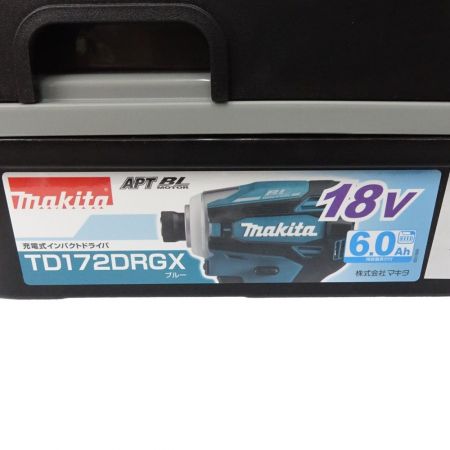 makita
APT BL MOTOR
18V
充電式インパクトドライバ
TD172DRGX
ブルー
BL
makita
6.0Ah
株式会社マキタ